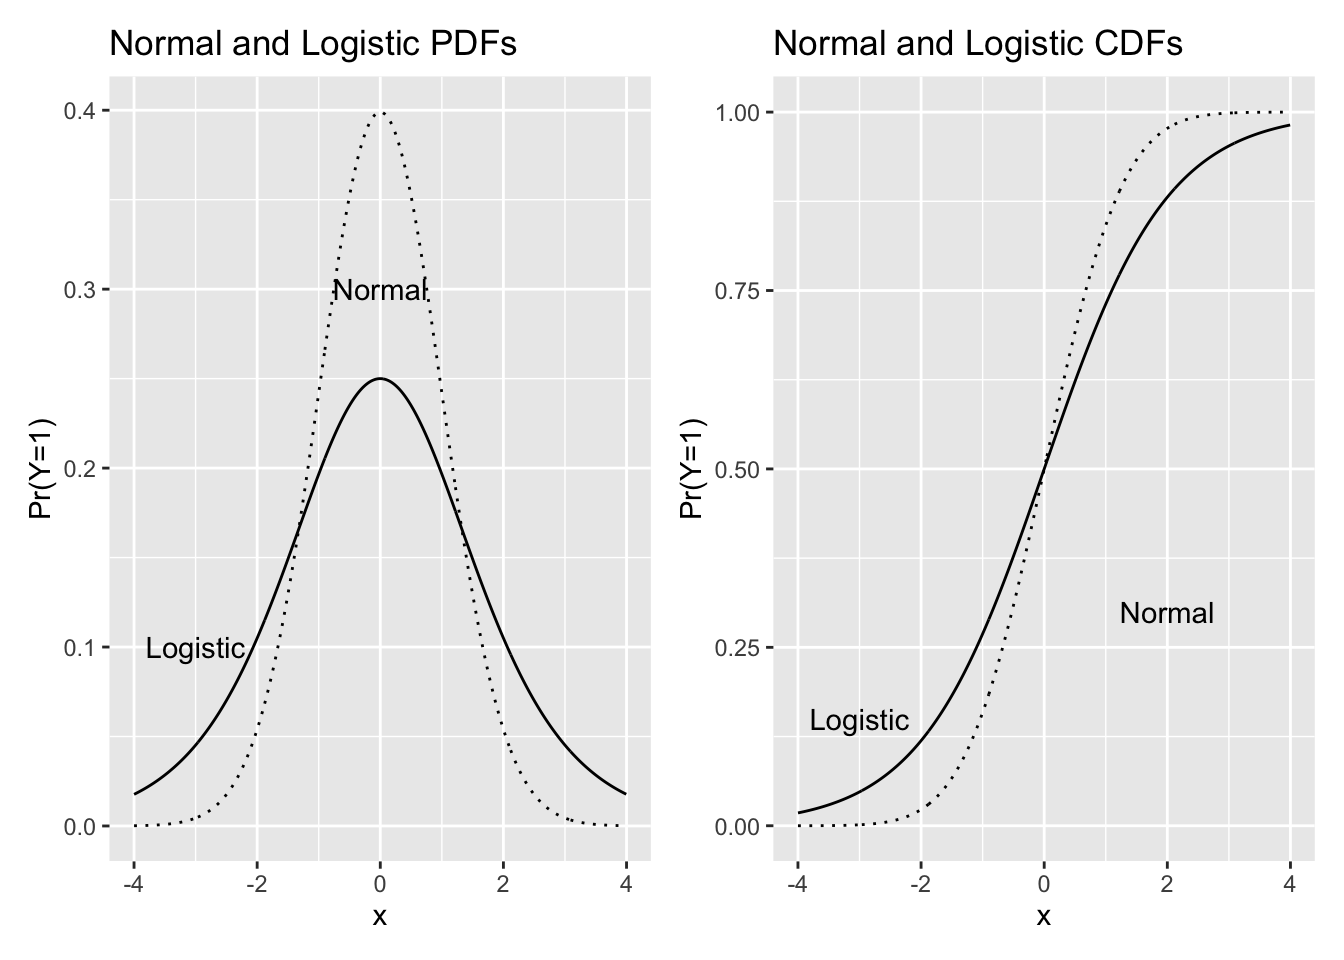 Normal and Logistic PDFs
0.4
0.3
0.2
0.1
0.0
Pr(Y=1)
Normal
Logistic
-4 -2 0 2 4
x
Normal and Logistic CDFs
1.00
0.75
0.50
0.25
0.00
Pr(Y=1)
Normal
Logistic
-4 -2 0 2 4
x